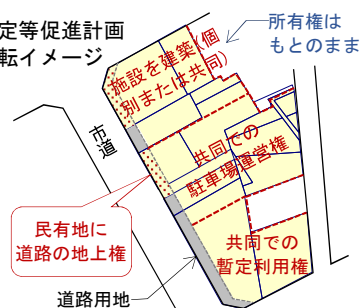 定等促進計画
転イメージ
所有権は
もとのまま
施設を建築(個
別または共同)
市道
共同での
駐車場運営権
民有地に
道路の地上権
共同での
暫定利用権
道路用地